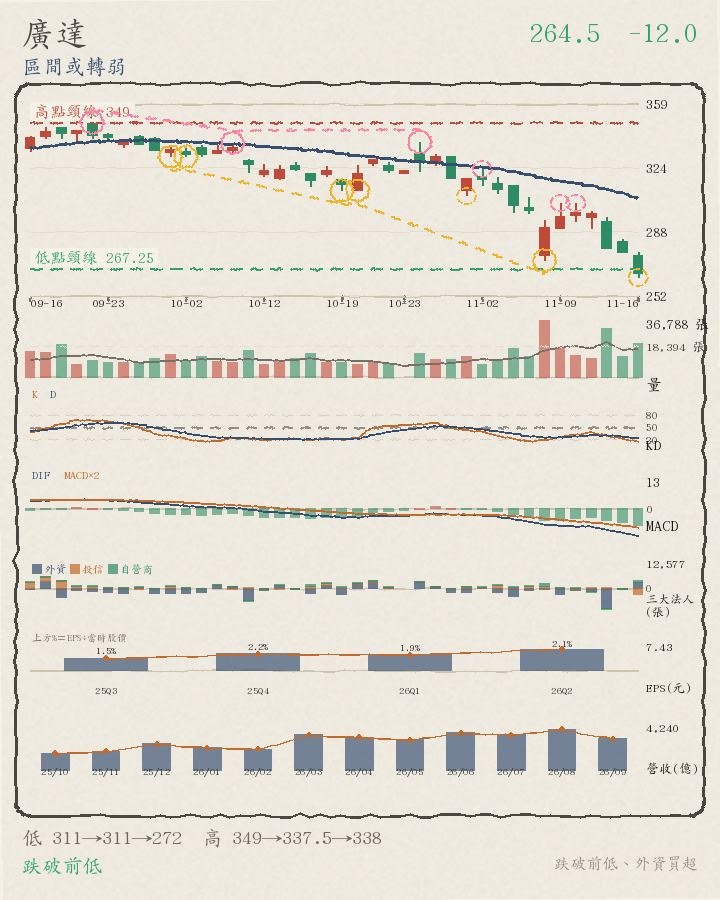 廣達
264.5 -12.0
區間或轉弱
高點頸線 349
359
324
288
252
低點頸線 267.25
09-16 09-23 10-02 10-12 10-19 10-23 11-02 11-09 11-16
36,788 張
18,394 張
量
K D
80
50
20
KD
DIF MACD×2
13
0
MACD
外資 投信 自營商
12,577
0
三大法人
(張)
上方%=EPS÷當時股價
7.43
1.5% 2.2% 1.9% 2.1%
25Q3 25Q4 26Q1 26Q2
EPS(元)
4,240
25/10 25/11 25/12 26/01 26/02 26/03 26/04 26/05 26/06 26/07 26/08 26/09
營收(億)
低 311→311→272 高 349→337.5→338
跌破前低
跌破前低、外資買超